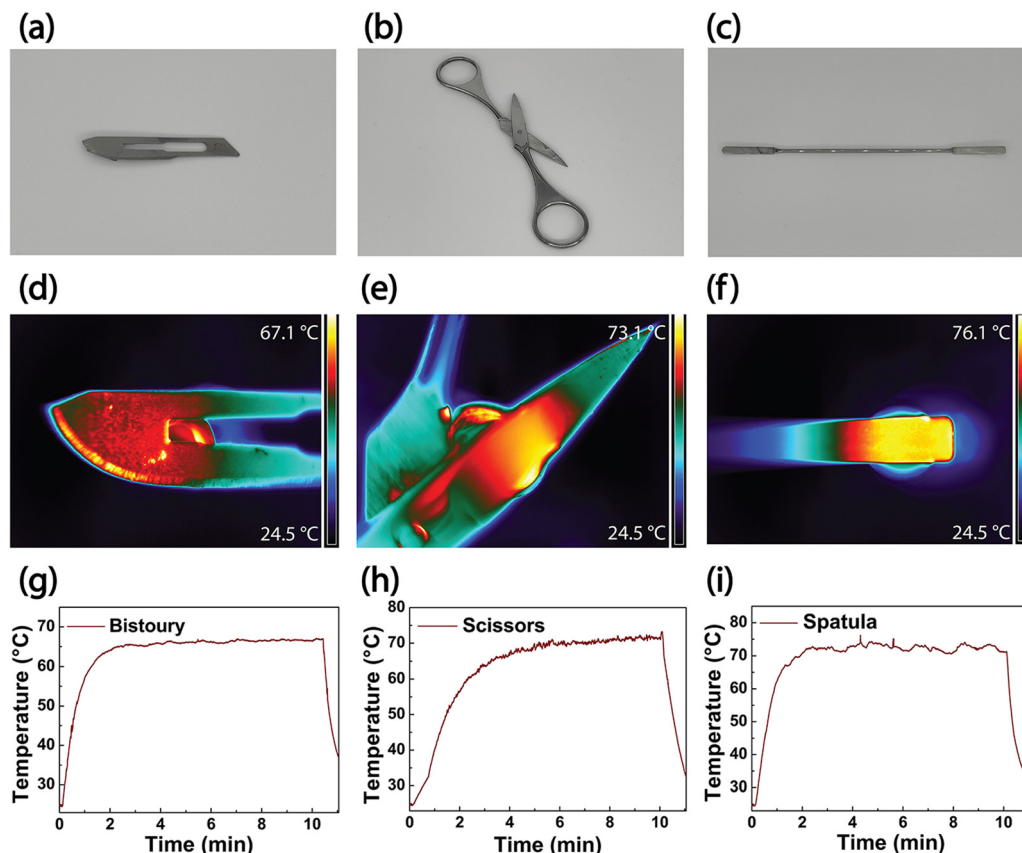 (a)
(b)
(c)
(d)
(e)
(f)
67.1 °C
73.1 °C
76.1 °C
24.5 °C
24.5 °C
24.5 °C
(g)
(h)
(i)
70
60
50
40
30
Temperature (°C)
Bistoury
0
2
4
6
8
10
Time (min)
80
70
60
50
40
30
Temperature (°C)
Scissors
0
2
4
6
8
10
Time (min)
80
70
60
50
40
30
Temperature (°C)
Spatula
0
2
4
6
8
10
Time (min)